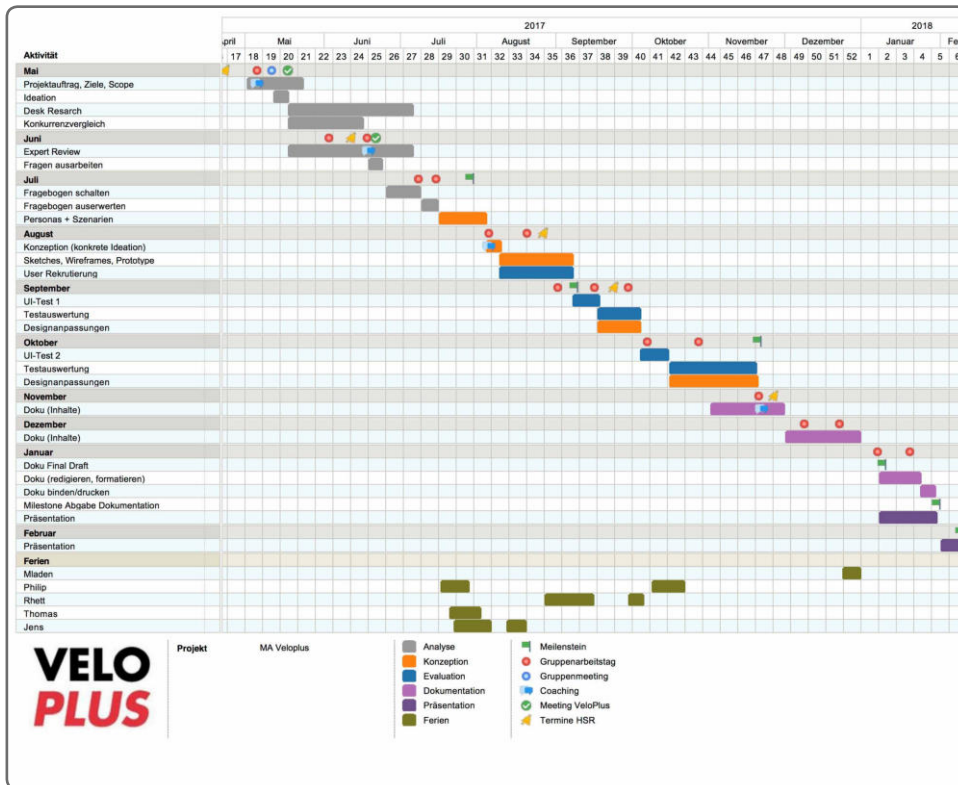 2017 2018
pril Mai Juni Juli August September Oktober November Dezember Januar Fe
Aktivität 17 18 19 20 21 22 23 24 25 26 27 28 29 30 31 32 33 34 35 36 37 38 39 40 41 42 43 44 45 46 47 48 49 50 51 52 1 2 3 4 5 6
Mai
Projektauftrag, Ziele, Scope
Ideation
Desk Resarch
Konkurrenzvergleich
Juni
Expert Review
Fragen ausarbeiten
Juli
Fragebogen schalten
Fragebogen auserwerten
Personas + Szenarien
August
Konzeption (konkrete Ideation)
Sketches, Wireframes, Prototype
User Rekrutierung
September
UI-Test 1
Testauswertung
Designanpassungen
Oktober
UI-Test 2
Testauswertung
Designanpassungen
November
Doku (Inhalte)
Dezember
Doku (Inhalte)
Januar
Doku Final Draft
Doku (redigieren, formatieren)
Doku binden/drucken
Milestone Abgabe Dokumentation
Präsentation
Februar
Präsentation
Ferien
Mladen
Philip
Rhett
Thomas
Jens
VELO
PLUS
Projekt MA Veloplus
Analyse
Konzeption
Evaluation
Dokumentation
Präsentation
Ferien
Meilenstein
Gruppenarbeitstag
Gruppenmeeting
Coaching
Meeting VeloPlus
Termine HSR